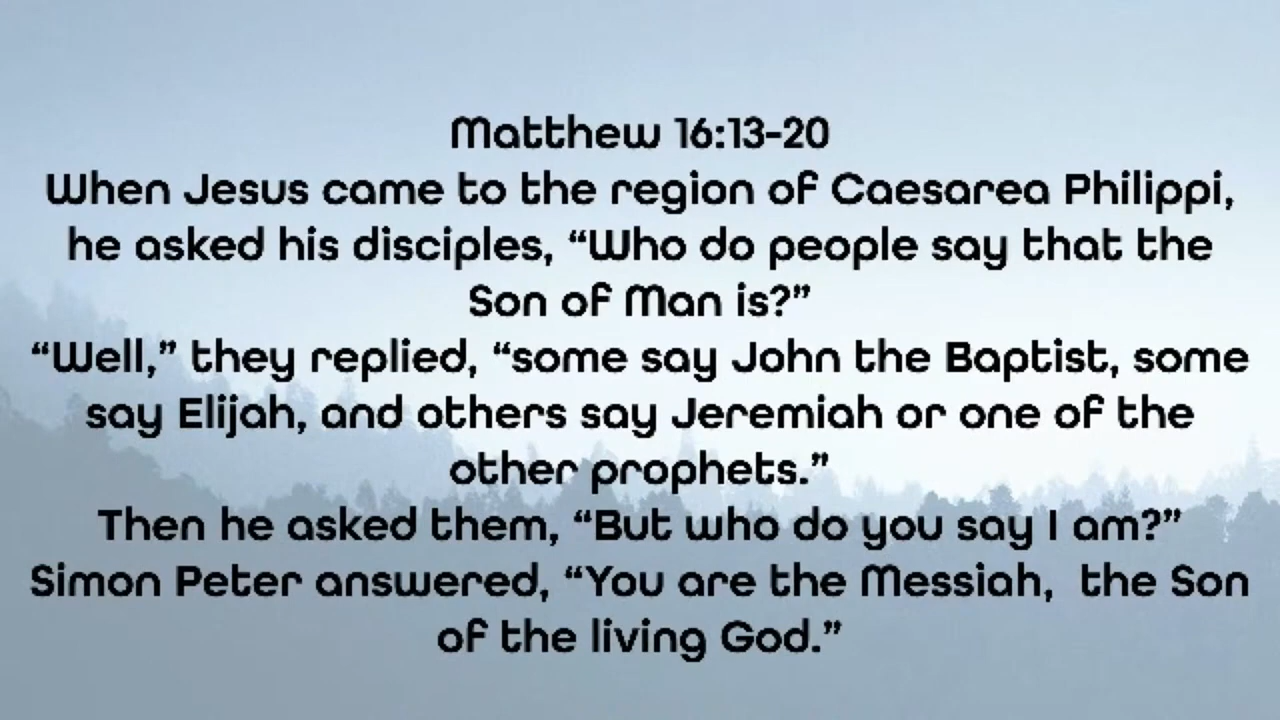 Matthew 16:13-20
When Jesus came to the region of Caesarea Philippi,
he asked his disciples, “Who do people say that the
Son of Man is?”
“Well,” they replied, “some say John the Baptist, some
say Elijah, and others say Jeremiah or one of the
other prophets.”
Then he asked them, “But who do you say I am?”
Simon Peter answered, “You are the Messiah,  the Son
of the living God.”